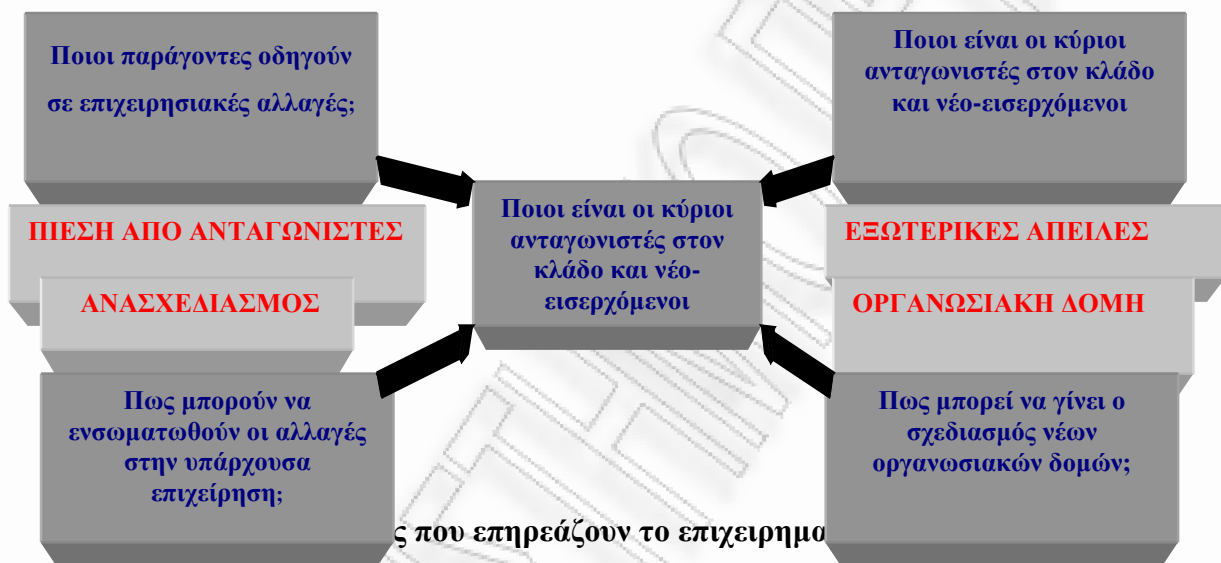 Ποιοι παράγοντες οδηγούν
σε επιχειρησιακές αλλαγές;
Ποιοι είναι οι κύριοι
ανταγωνιστές στον κλάδο
και νέο-εισερχόμενοι
ΠΙΕΣΗ ΑΠΟ ΑΝΤΑΓΩΝΙΣΤΕΣ
ΑΝΑΣΧΕΔΙΑΣΜΟΣ
Ποιοι είναι οι κύριοι
ανταγωνιστές στον
κλάδο και νέο-
εισερχόμενοι
ΕΞΩΤΕΡΙΚΕΣ ΑΠΕΙΛΕΣ
ΟΡΓΑΝΩΣΙΑΚΗ ΔΟΜΗ
Πως μπορούν να
ενσωματωθούν οι αλλαγές
στην υπάρχουσα
επιχείρηση;
Πως μπορεί να γίνει ο
σχεδιασμός νέων
οργανωσιακών δομών;
που επηρεάζουν το